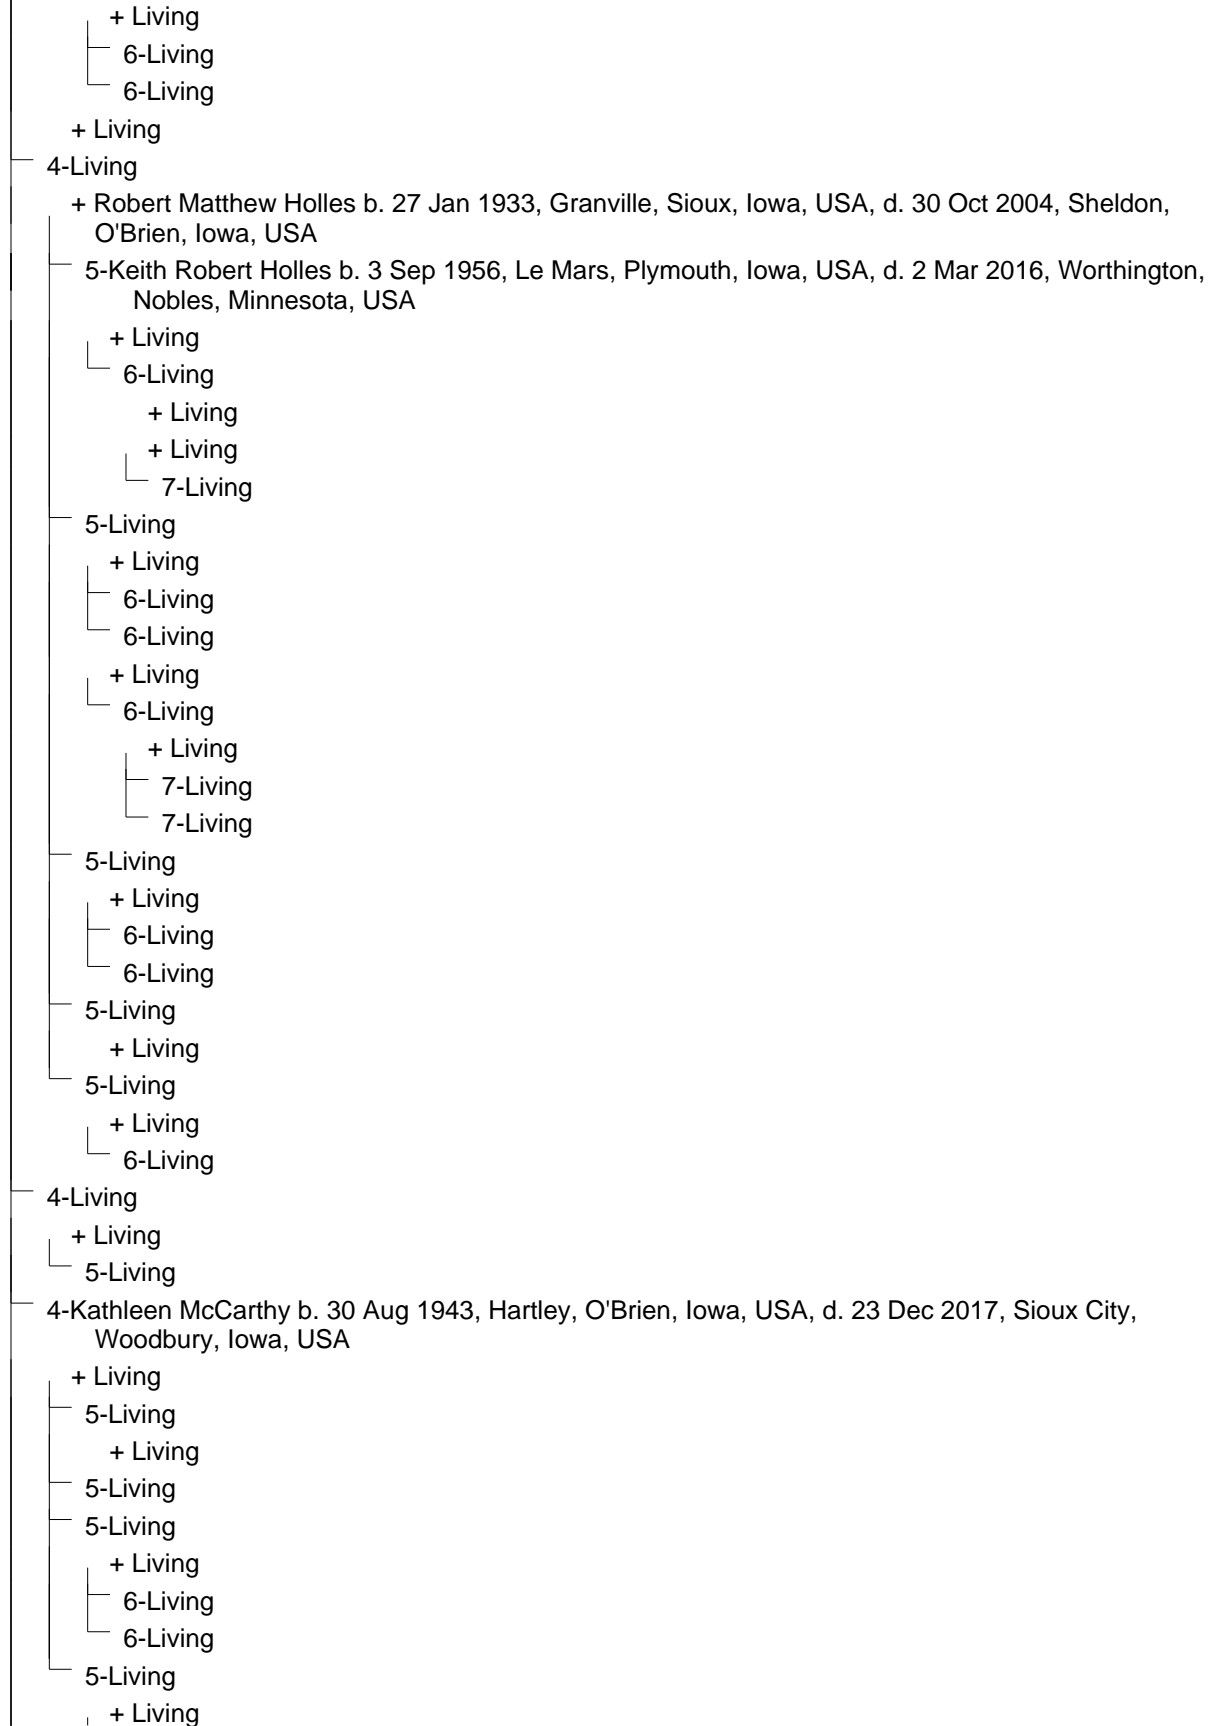 + Living
6-Living
6-Living
+ Living
4-Living
+ Robert Matthew Holles b. 27 Jan 1933, Granville, Sioux, Iowa, USA, d. 30 Oct 2004, Sheldon,
O'Brien, Iowa, USA
5-Keith Robert Holles b. 3 Sep 1956, Le Mars, Plymouth, Iowa, USA, d. 2 Mar 2016, Worthington,
Nobles, Minnesota, USA
+ Living
6-Living
+ Living
+ Living
7-Living
5-Living
+ Living
6-Living
6-Living
+ Living
6-Living
+ Living
7-Living
7-Living
5-Living
+ Living
6-Living
6-Living
5-Living
+ Living
5-Living
+ Living
6-Living
4-Living
+ Living
5-Living
4-Kathleen McCarthy b. 30 Aug 1943, Hartley, O'Brien, Iowa, USA, d. 23 Dec 2017, Sioux City,
Woodbury, Iowa, USA
+ Living
5-Living
+ Living
5-Living
5-Living
+ Living
6-Living
6-Living
5-Living
+ Living